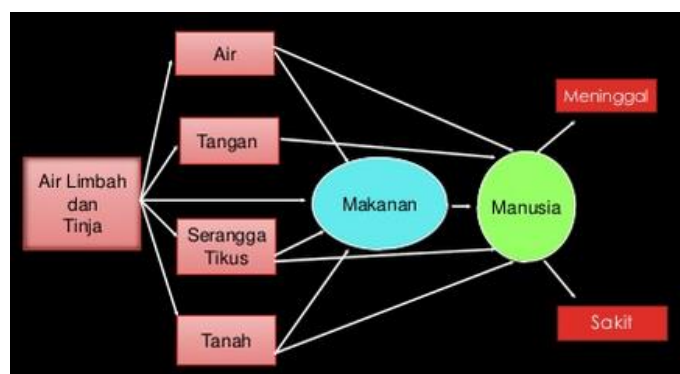 Air
Meninggal
Tangan
Air Limbah
dan
Tinja
Makanan
Manusia
Serangga
Tikus
Sakit
Tanah